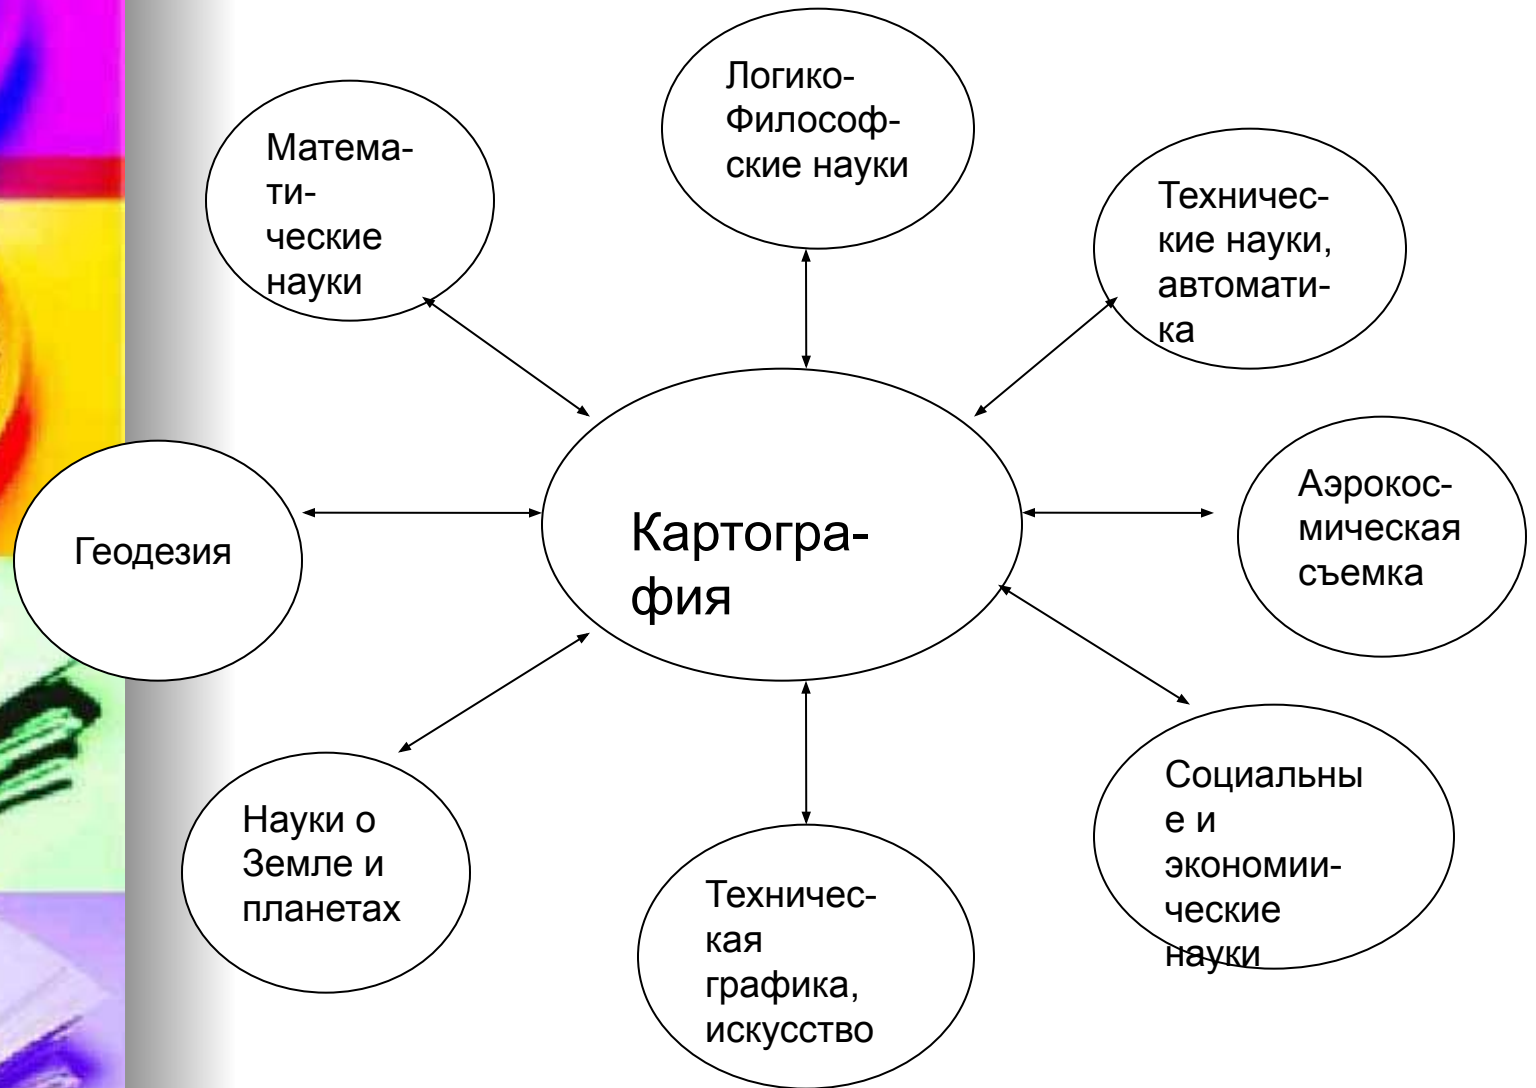 Логико-
Философ-
ские науки
Матема-
ти-
ческие
науки
Техничес-
кие науки,
автомати-
ка
Аэрокос-
мическая
съемка
Картогра-
фия
Геодезия
Социальны
е и
экономии-
ческие
науки
Науки о
Земле и
планетах
Техничес-
кая
графика,
искусство